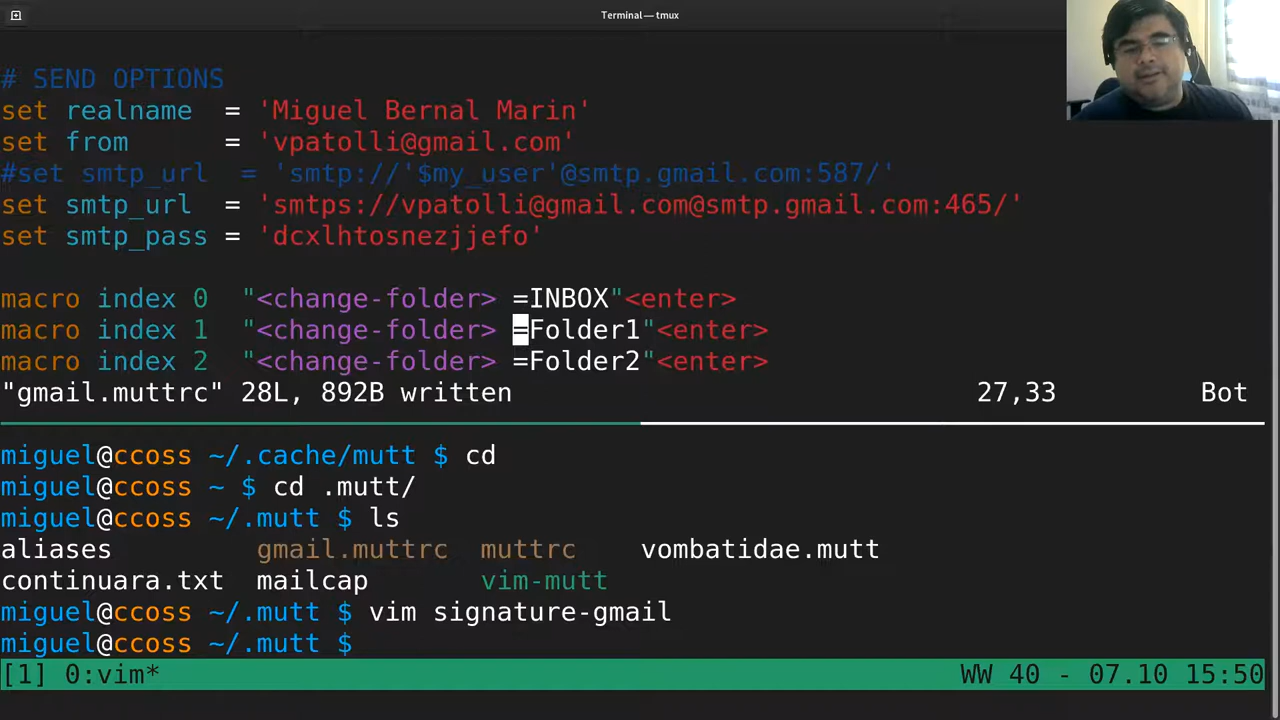 Terminal — tmux
# SEND OPTIONS
set realname  = 'Miguel Bernal Marin'
set from      = 'vpatolli@gmail.com'
#set smtp_url  = 'smtp://'$my_user'@smtp.gmail.com:587/'
set smtp_url  = 'smtps://vpatolli@gmail.com@smtp.gmail.com:465/'
set smtp_pass = 'dcxlhtosnezjjefo'
macro index 0  "<change-folder> =INBOX"<enter>
macro index 1  "<change-folder> =Folder1"<enter>
macro index 2  "<change-folder> =Folder2"<enter>
"gmail.muttrc" 28L, 892B written 27,33 Bot
miguel@ccoss ~/.cache/mutt $ cd
miguel@ccoss ~ $ cd .mutt/
miguel@ccoss ~/.mutt $ ls
aliases gmail.muttrc muttrc vombatidae.mutt
continuara.txt mailcap vim-mutt
miguel@ccoss ~/.mutt $ vim signature-gmail
miguel@ccoss ~/.mutt $
[1] 0:vim* WW 40 - 07.10 15:50